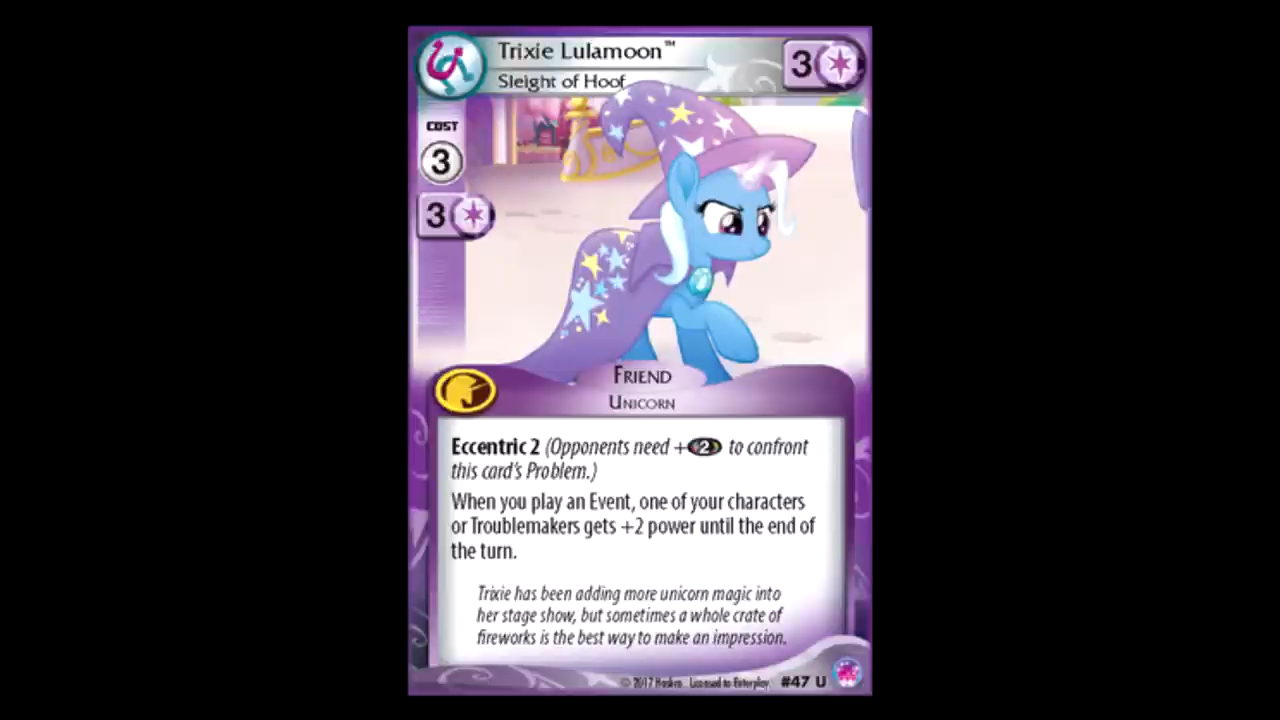 Trixie Lulamoon™
Sleight of Hoof
3
COST
3
3
FRIEND
UNICORN
Eccentric 2 (Opponents need +2 to confront
this card's Problem.)
When you play an Event, one of your characters
or Troublemakers gets +2 power until the end of
the turn.
Trixie has been adding more unicorn magic into
her stage show, but sometimes a whole crate of
fireworks is the best way to make an impression.
© 2017 Hasbro. Licensed to Enterplay. #47 U